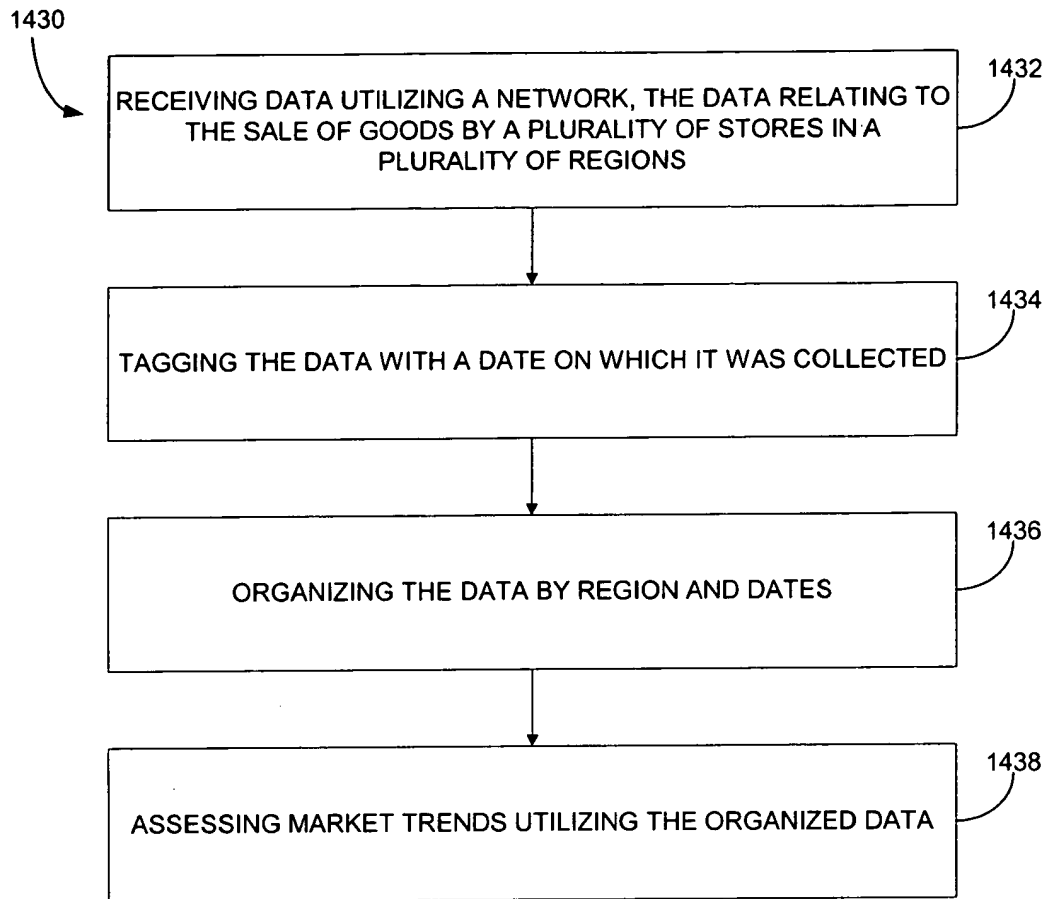 1430
1432
RECEIVING DATA UTILIZING A NETWORK, THE DATA RELATING TO
THE SALE OF GOODS BY A PLURALITY OF STORES IN A
PLURALITY OF REGIONS
1434
TAGGING THE DATA WITH A DATE ON WHICH IT WAS COLLECTED
1436
ORGANIZING THE DATA BY REGION AND DATES
1438
ASSESSING MARKET TRENDS UTILIZING THE ORGANIZED DATA